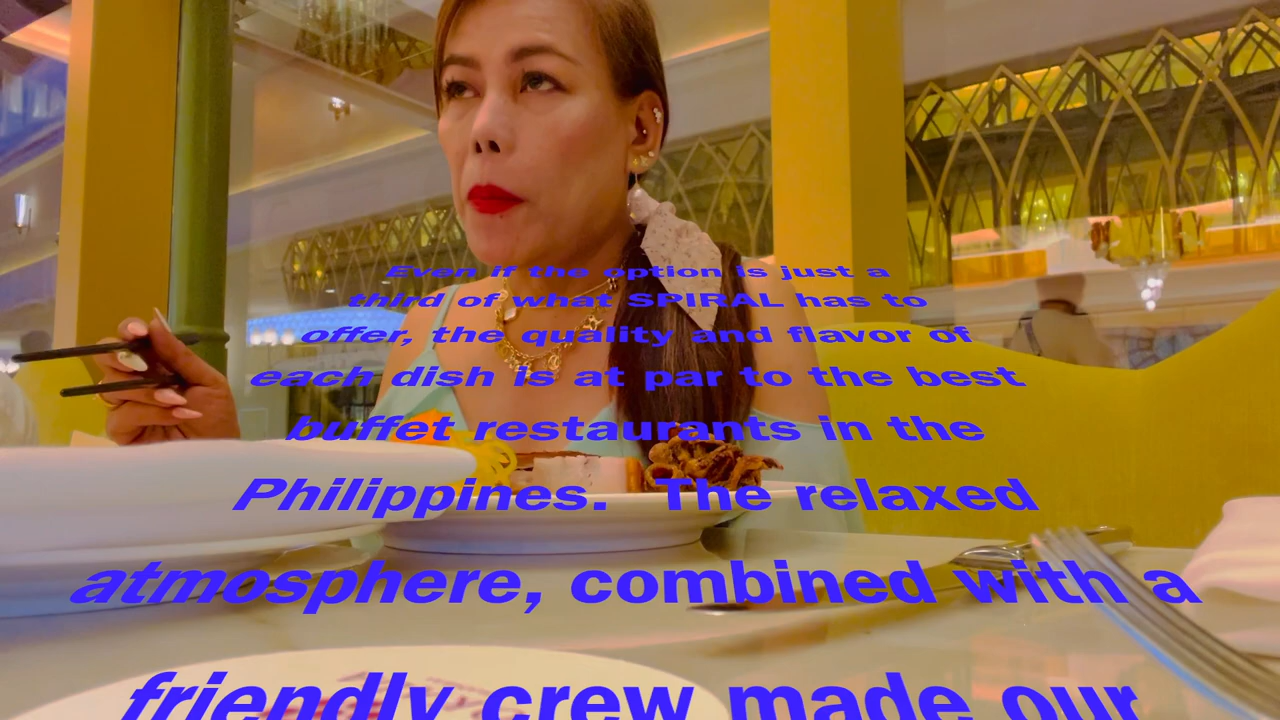 Even if the option is just a
third of what SPIRAL has to
offer, the quality and flavor of
each dish is at par to the best
buffet restaurants in the
Philippines.  The relaxed
atmosphere, combined with a
friendly crew made our